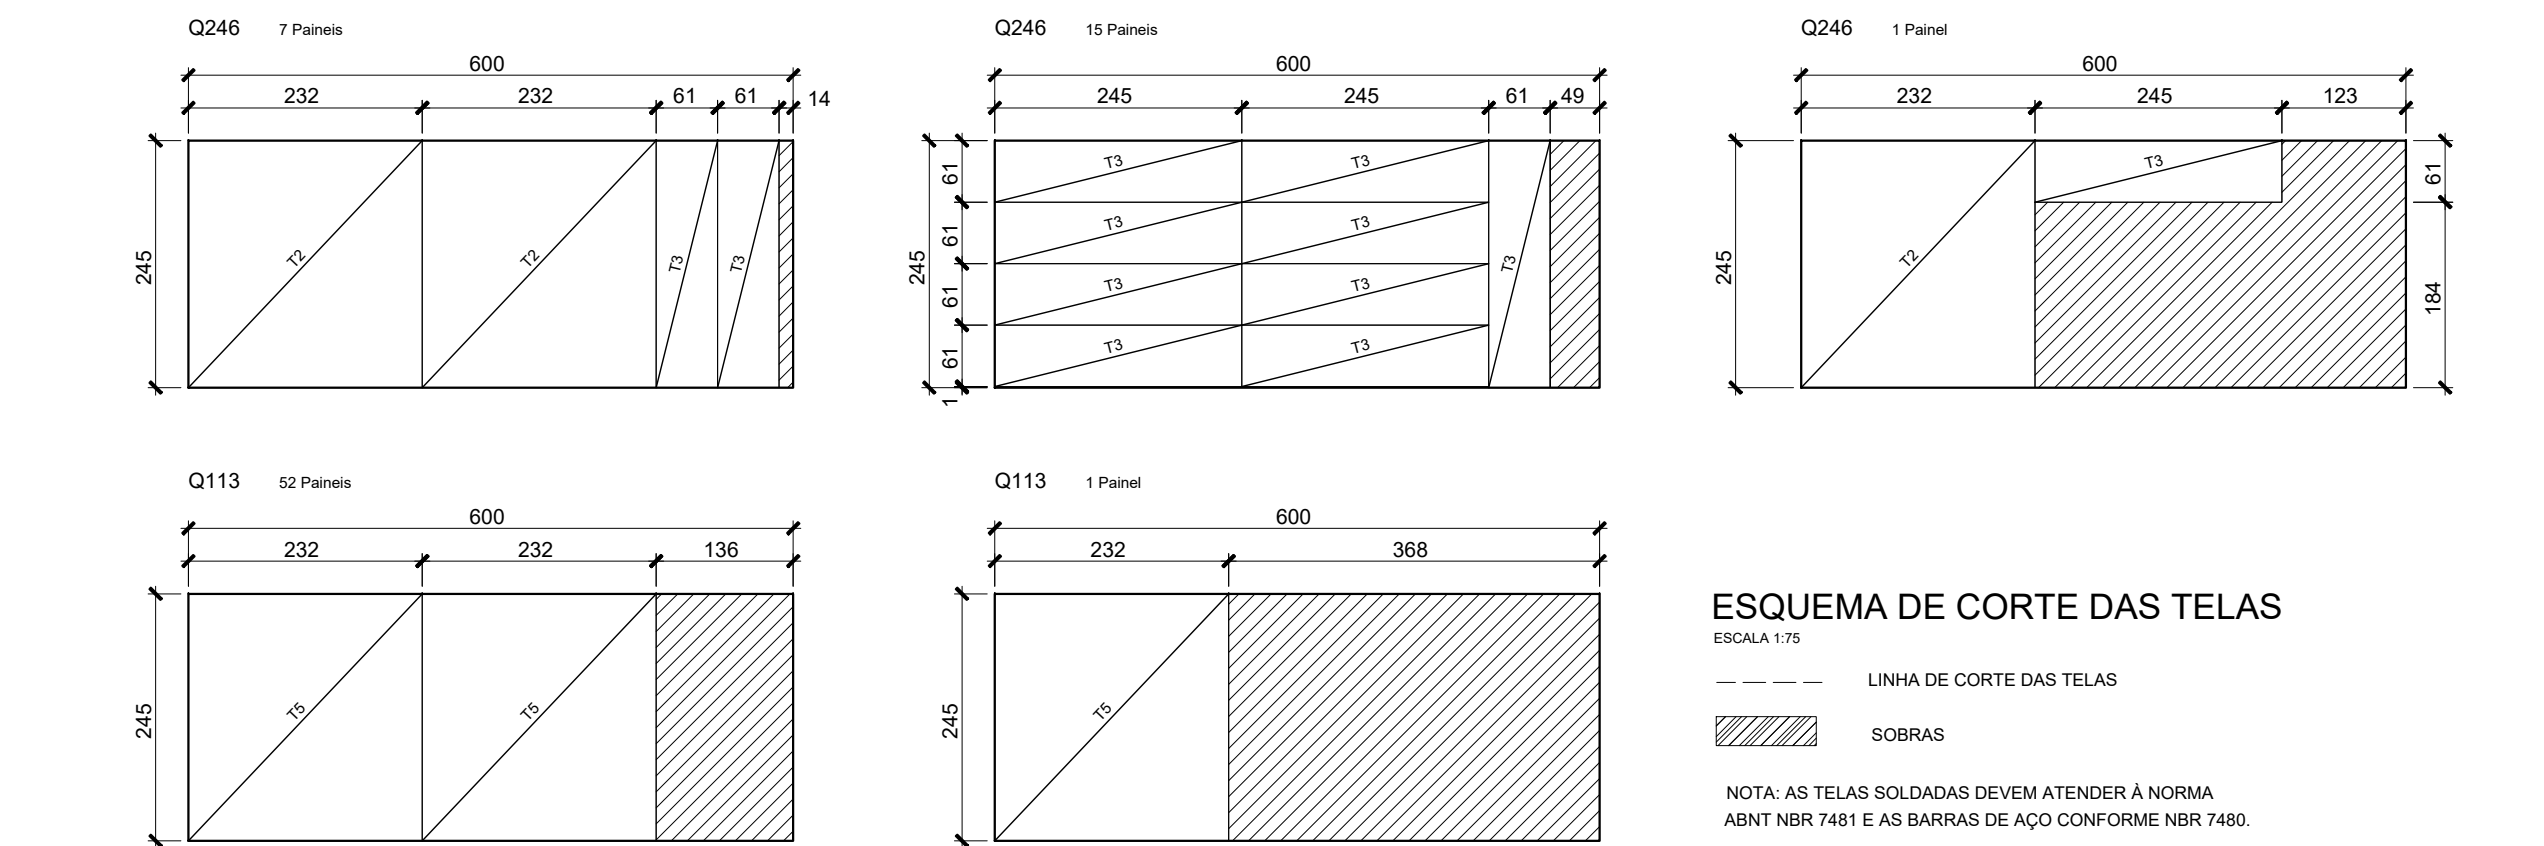 Q246 7 Paineis
600
232 232 61 61 14
245
T2 T2 T3 T3
Q246 15 Paineis
600
245 245 61 49
245
61
61
61
61
1
T3 T3
T3 T3
T3 T3
T3 T3
T3
Q246 1 Painel
600
232 245 123
245
T2 T3
61
184
Q113 52 Paineis
600
232 232 136
245
T5 T5
Q113 1 Painel
600
232 368
245
T5
ESQUEMA DE CORTE DAS TELAS
ESCALA 1:75
LINHA DE CORTE DAS TELAS
SOBRAS
NOTA: AS TELAS SOLDADAS DEVEM ATENDER À NORMA
ABNT NBR 7481 E AS BARRAS DE AÇO CONFORME NBR 7480.